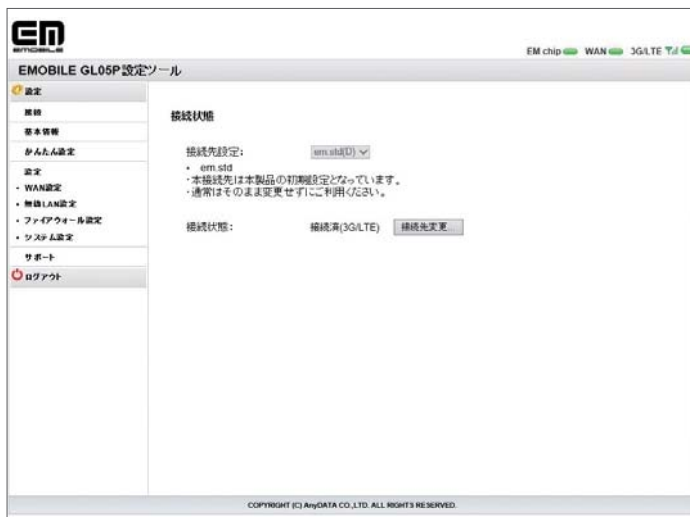 EM
EMOBILE
EM chip WAN 3G/LTE
EMOBILE GL05P設定ツール
設定
接続
基本情報
かんたん設定
設定
・ WAN設定
・ 無線LAN設定
・ ファイアウォール設定
・ システム設定
サポート
ログアウト
接続状態
接続先設定: em.std(D)
• em.std
・本接続先は本製品の初期設定となっています。
・通常はそのまま変更せずにご利用ください。
接続状態: 接続済(3G/LTE) 接続先変更...
COPYRIGHT (C) AnyDATA CO.,LTD. ALL RIGHTS RESERVED.